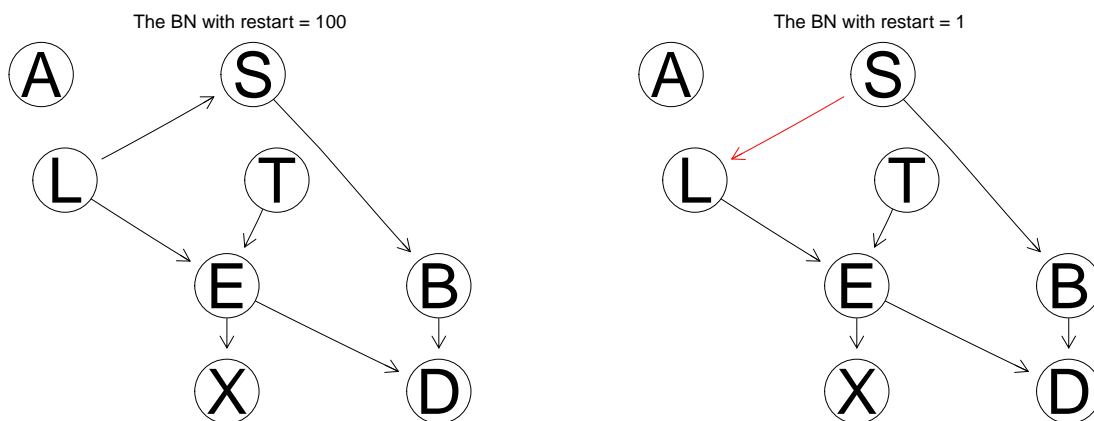 The BN with restart = 100
A
S
L
T
E
B
X
D
The BN with restart = 1
A
S
L
T
E
B
X
D